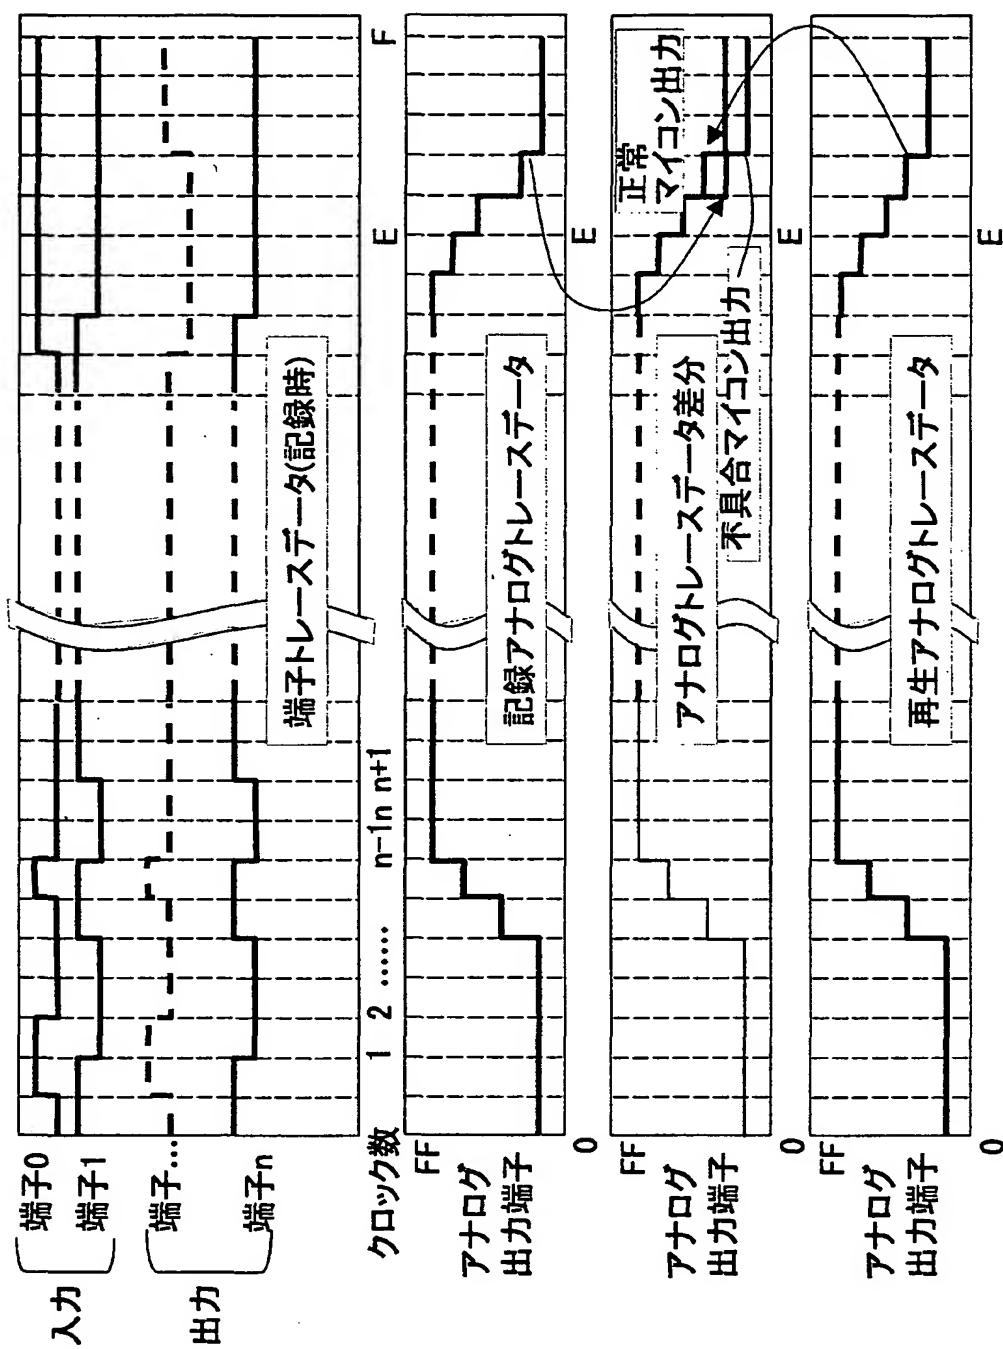 入力
端子0
端子1
出力
端子…
端子n
端子トレースデータ(記録時)
クロック数
1 2 …… n-1 n n+1
E
F
FF
アナログ
出力端子
0
E
記録アナログトレースデータ
FF
アナログ
出力端子
0
E
アナログトレースデータ差分
正常
マイコン出力
不具合マイコン出力
FF
アナログ
出力端子
0
E
再生アナログトレースデータ